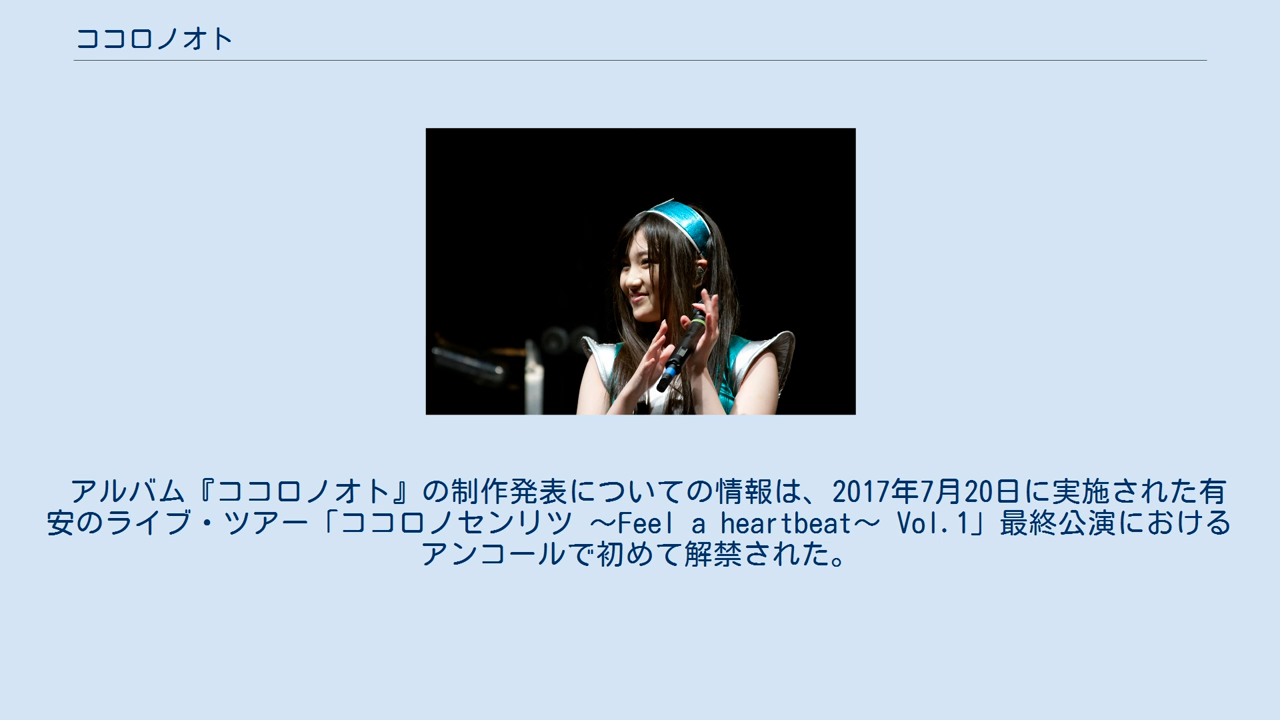 ココロノオト
アルバム『ココロノオト』の制作発表についての情報は、2017年7月20日に実施された有
安のライブ・ツアー「ココロノセンリツ ～Feel a heartbeat～ Vol.1」最終公演における
アンコールで初めて解禁された。